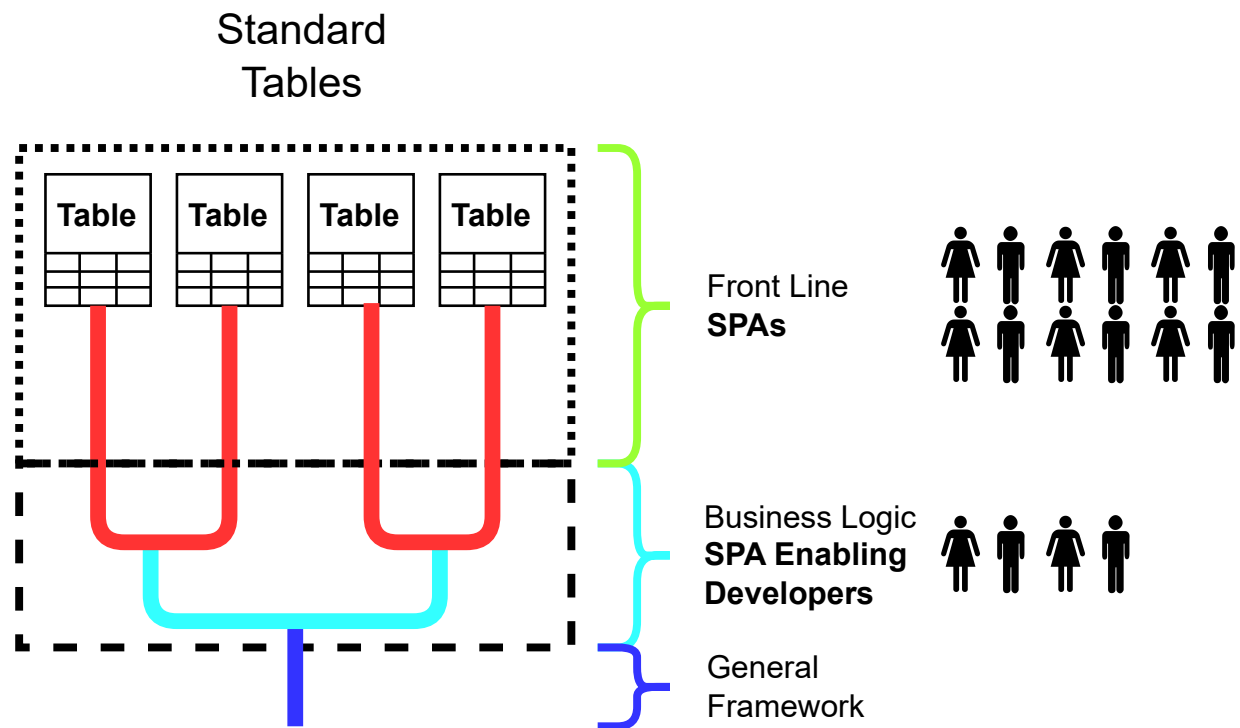 Standard
Tables
Table
Table
Table
Table
Front Line
SPAs
Business Logic
SPA Enabling
Developers
General
Framework